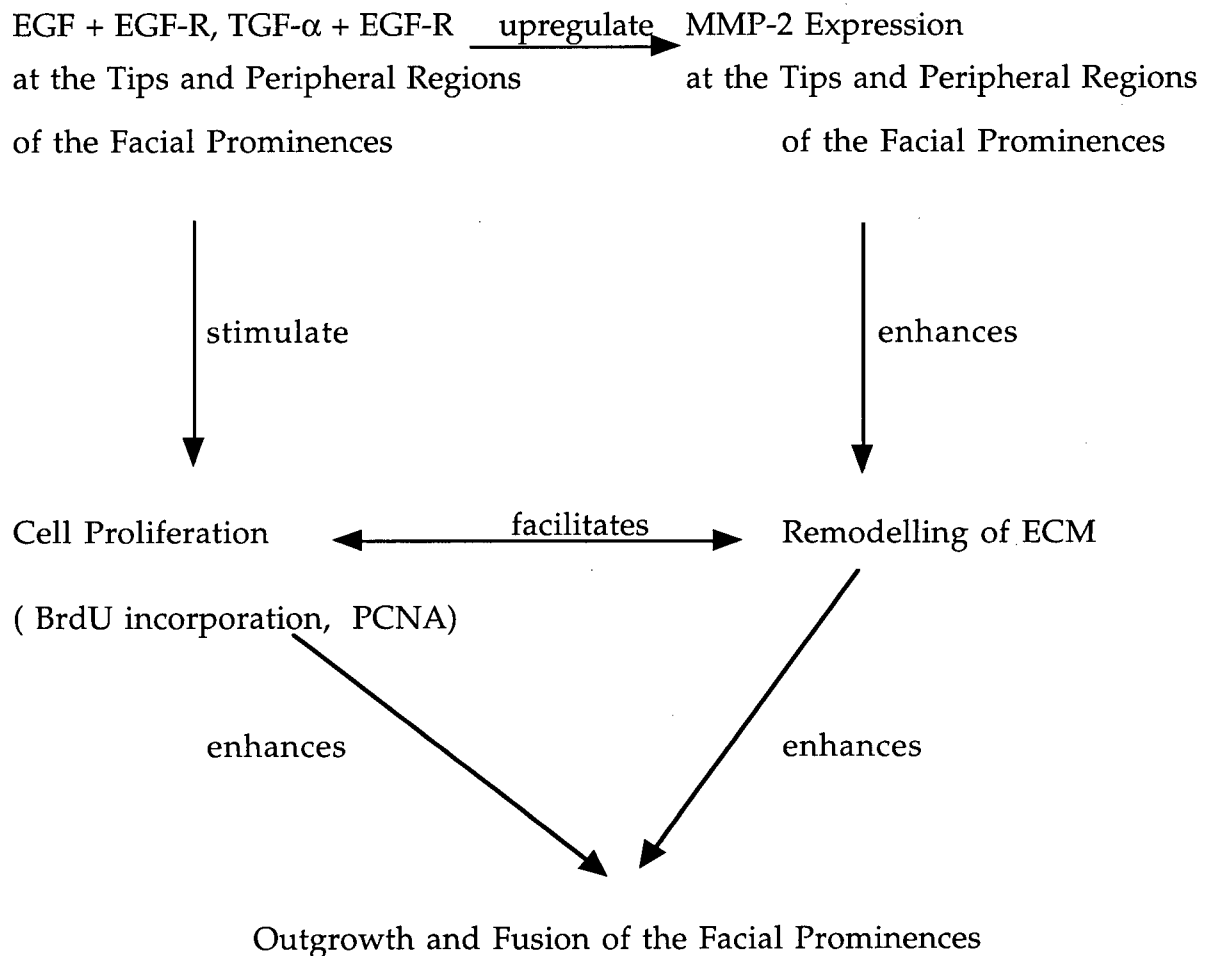 EGF + EGF-R, TGF-α + EGF-R upregulate MMP-2 Expression
at the Tips and Peripheral Regions at the Tips and Peripheral Regions
of the Facial Prominences of the Facial Prominences
stimulate enhances
Cell Proliferation facilitates Remodelling of ECM
( BrdU incorporation, PCNA)
enhances enhances
Outgrowth and Fusion of the Facial Prominences